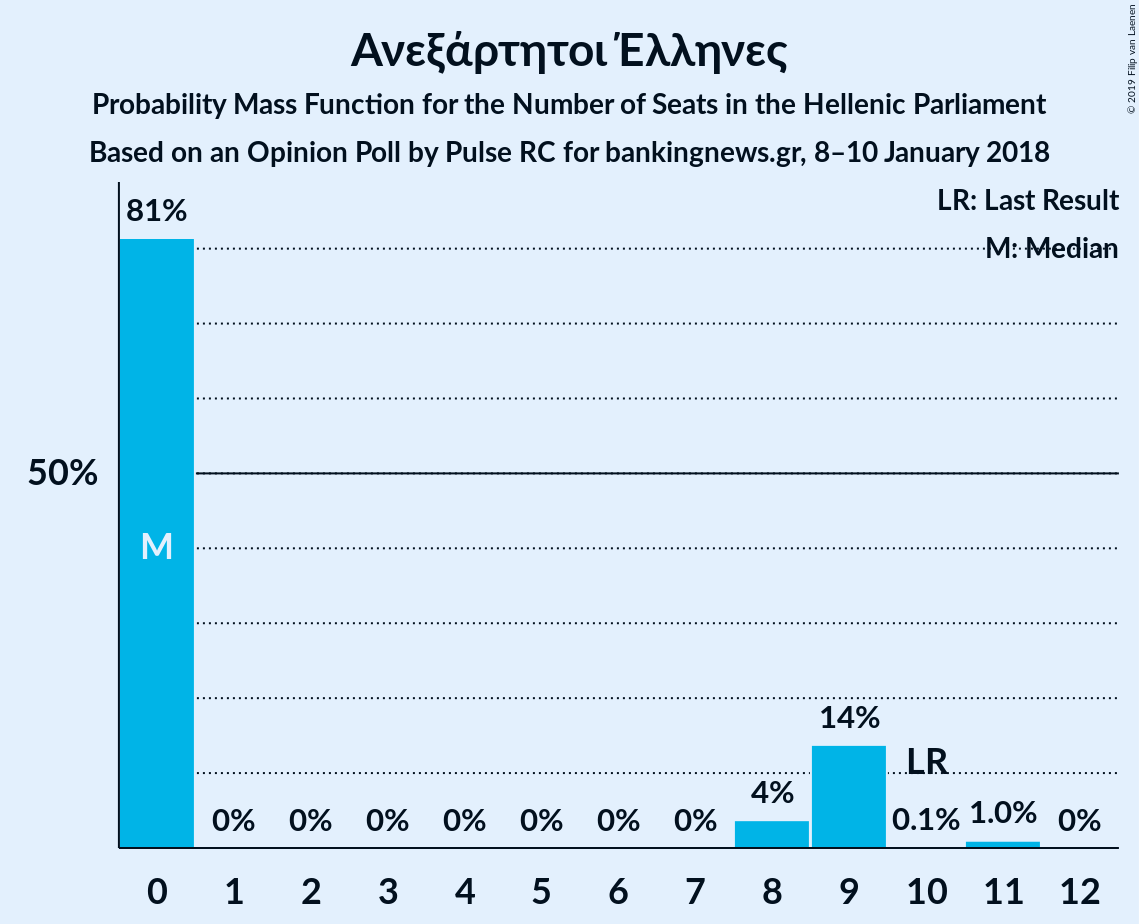 Ανεξάρτητοι Έλληνες
Probability Mass Function for the Number of Seats in the Hellenic Parliament
Based on an Opinion Poll by Pulse RC for bankingnews.gr, 8–10 January 2018
© 2019 Filip van Laenen
LR: Last Result
M: Median
81%
50%
M
14%
LR
4%
0% 0% 0% 0% 0% 0% 0% 0.1% 1.0% 0%
0 1 2 3 4 5 6 7 8 9 10 11 12